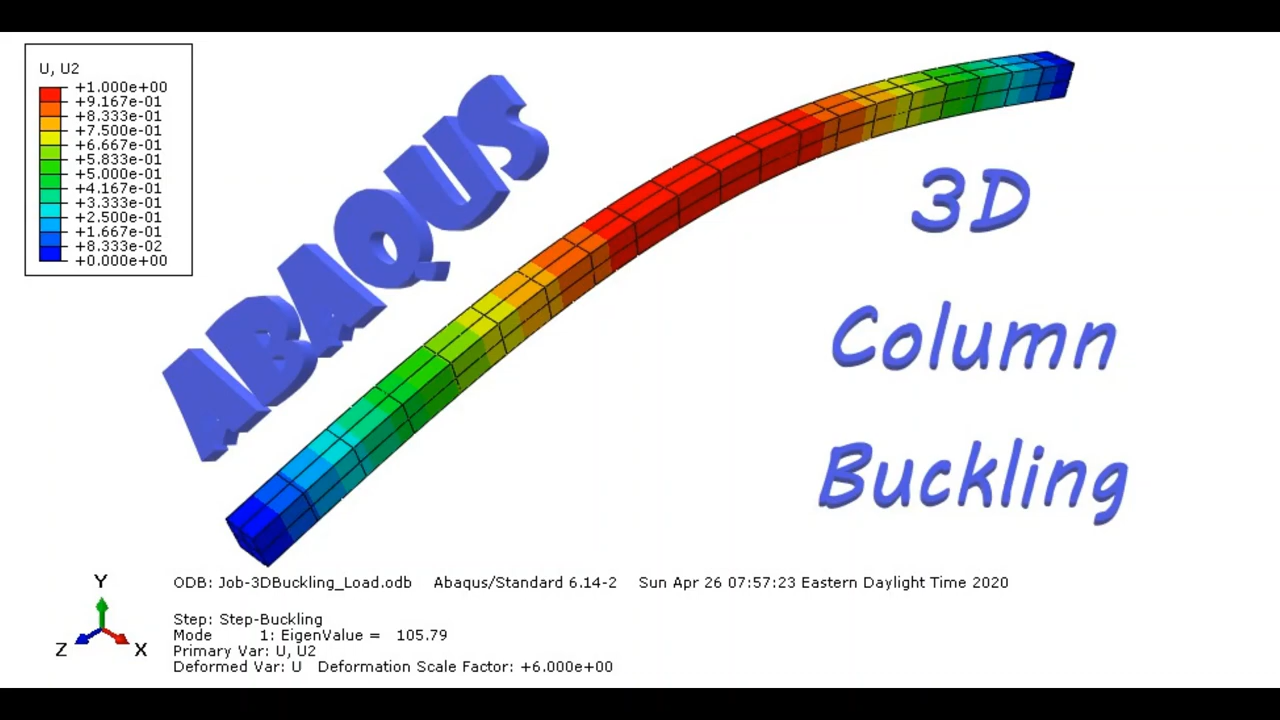 U, U2
+1.000e+00
+9.167e-01
+8.333e-01
+7.500e-01
+6.667e-01
+5.833e-01
+5.000e-01
+4.167e-01
+3.333e-01
+2.500e-01
+1.667e-01
+8.333e-02
+0.000e+00
ABAQUS
3D
Column
Buckling
Y
Z
X
ODB: Job-3DBuckling_Load.odb Abaqus/Standard 6.14-2 Sun Apr 26 07:57:23 Eastern Daylight Time 2020
Step: Step-Buckling
Mode 1: EigenValue = 105.79
Primary Var: U, U2
Deformed Var: U Deformation Scale Factor: +6.000e+00